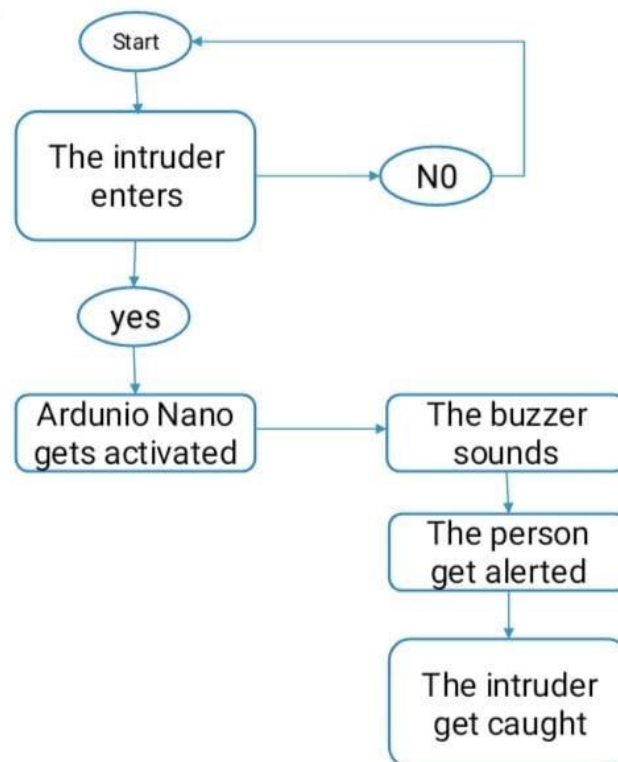 Start
The intruder
enters
N0
yes
Ardunio Nano
gets activated
The buzzer
sounds
The person
get alerted
The intruder
get caught